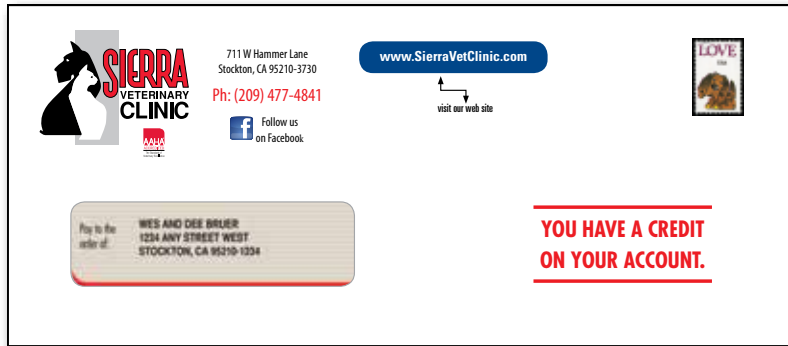 SIERRA
VETERINARY
CLINIC
AAHA
711 W Hammer Lane
Stockton, CA 95210-3730
Ph: (209) 477-4841
f
Follow us
on Facebook
www.SierraVetClinic.com
visit our web site
LOVE
Pay to the
order of:
WES AND DEE BRUER
1234 ANY STREET WEST
STOCKTON, CA 95210-1234
YOU HAVE A CREDIT
ON YOUR ACCOUNT.